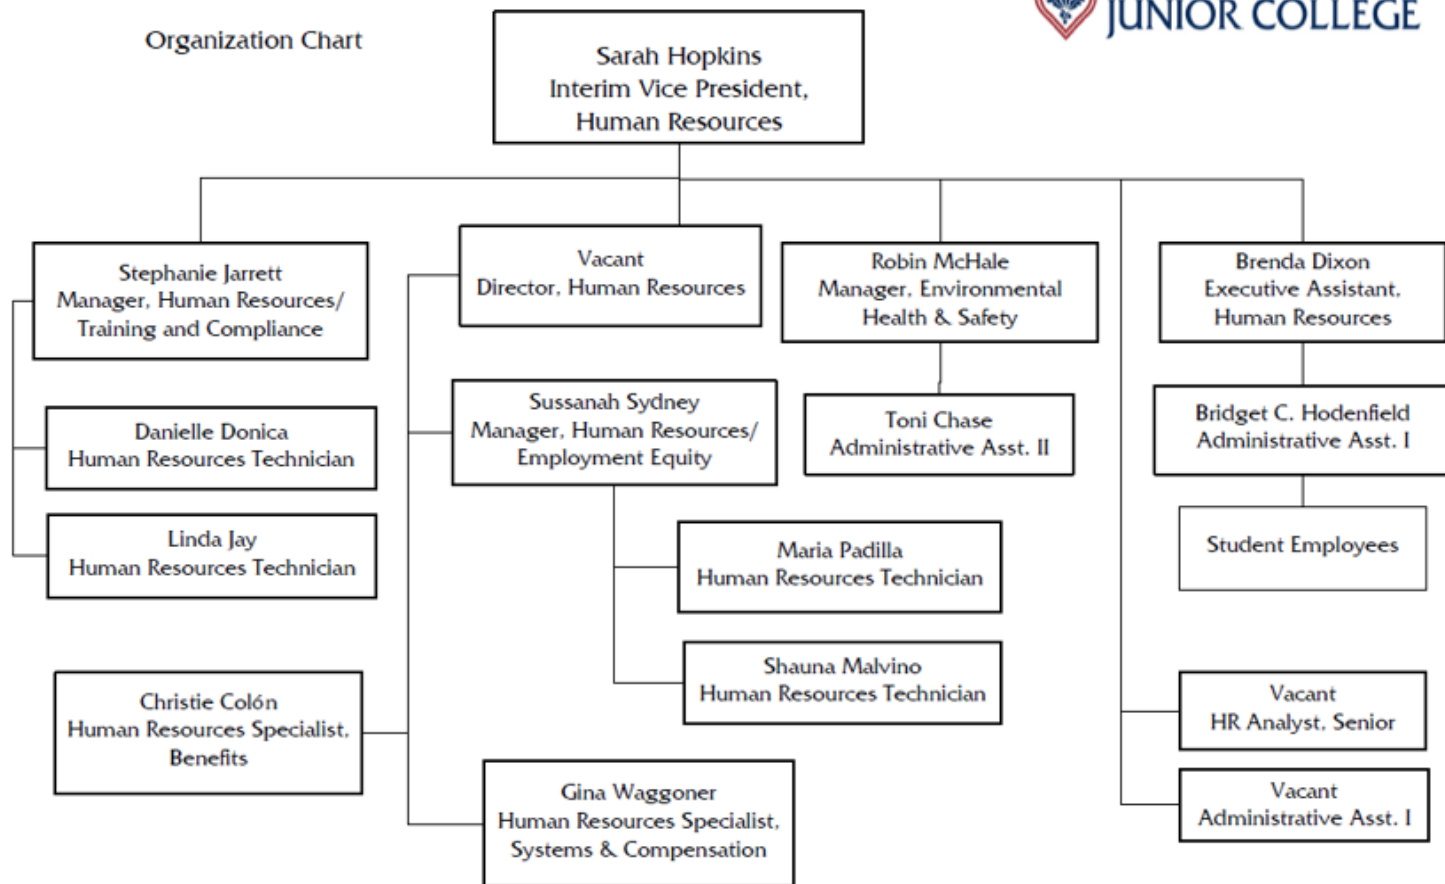 JUNIOR COLLEGE
Organization Chart
Sarah Hopkins
Interim Vice President,
Human Resources
Stephanie Jarrett
Manager, Human Resources/
Training and Compliance
Vacant
Director, Human Resources
Robin McHale
Manager, Environmental
Health & Safety
Brenda Dixon
Executive Assistant,
Human Resources
Danielle Donica
Human Resources Technician
Linda Jay
Human Resources Technician
Sussanah Sydney
Manager, Human Resources/
Employment Equity
Toni Chase
Administrative Asst. II
Bridget C. Hodenfield
Administrative Asst. I
Student Employees
Maria Padilla
Human Resources Technician
Shauna Malvino
Human Resources Technician
Christie Colón
Human Resources Specialist,
Benefits
Gina Waggoner
Human Resources Specialist,
Systems & Compensation
Vacant
HR Analyst, Senior
Vacant
Administrative Asst. I